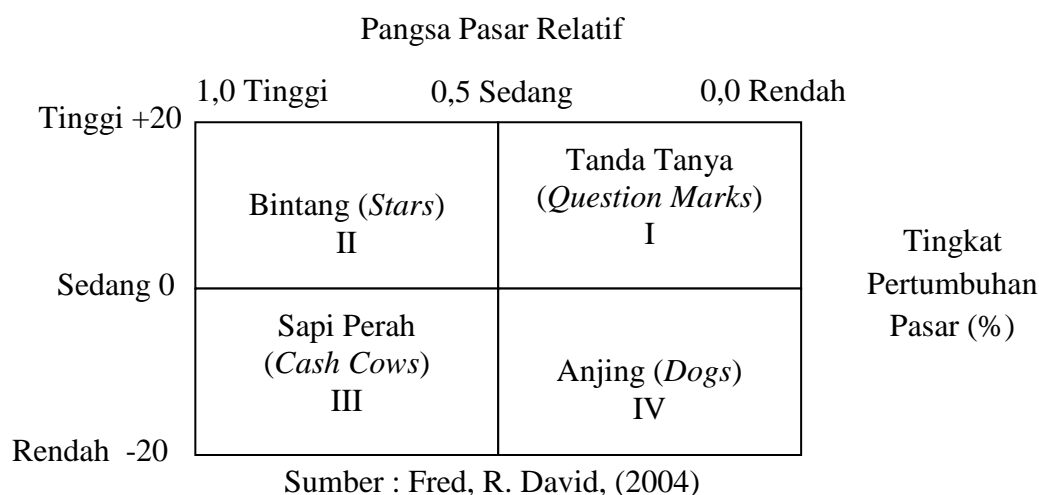 Pangsa Pasar Relatif
1,0 Tinggi 0,5 Sedang 0,0 Rendah
Tinggi +20
Bintang (Stars)
II
Tanda Tanya
(Question Marks)
I
Sedang 0
Sapi Perah
(Cash Cows)
III
Anjing (Dogs)
IV
Rendah -20
Tingkat
Pertumbuhan
Pasar (%)
Sumber : Fred, R. David, (2004)